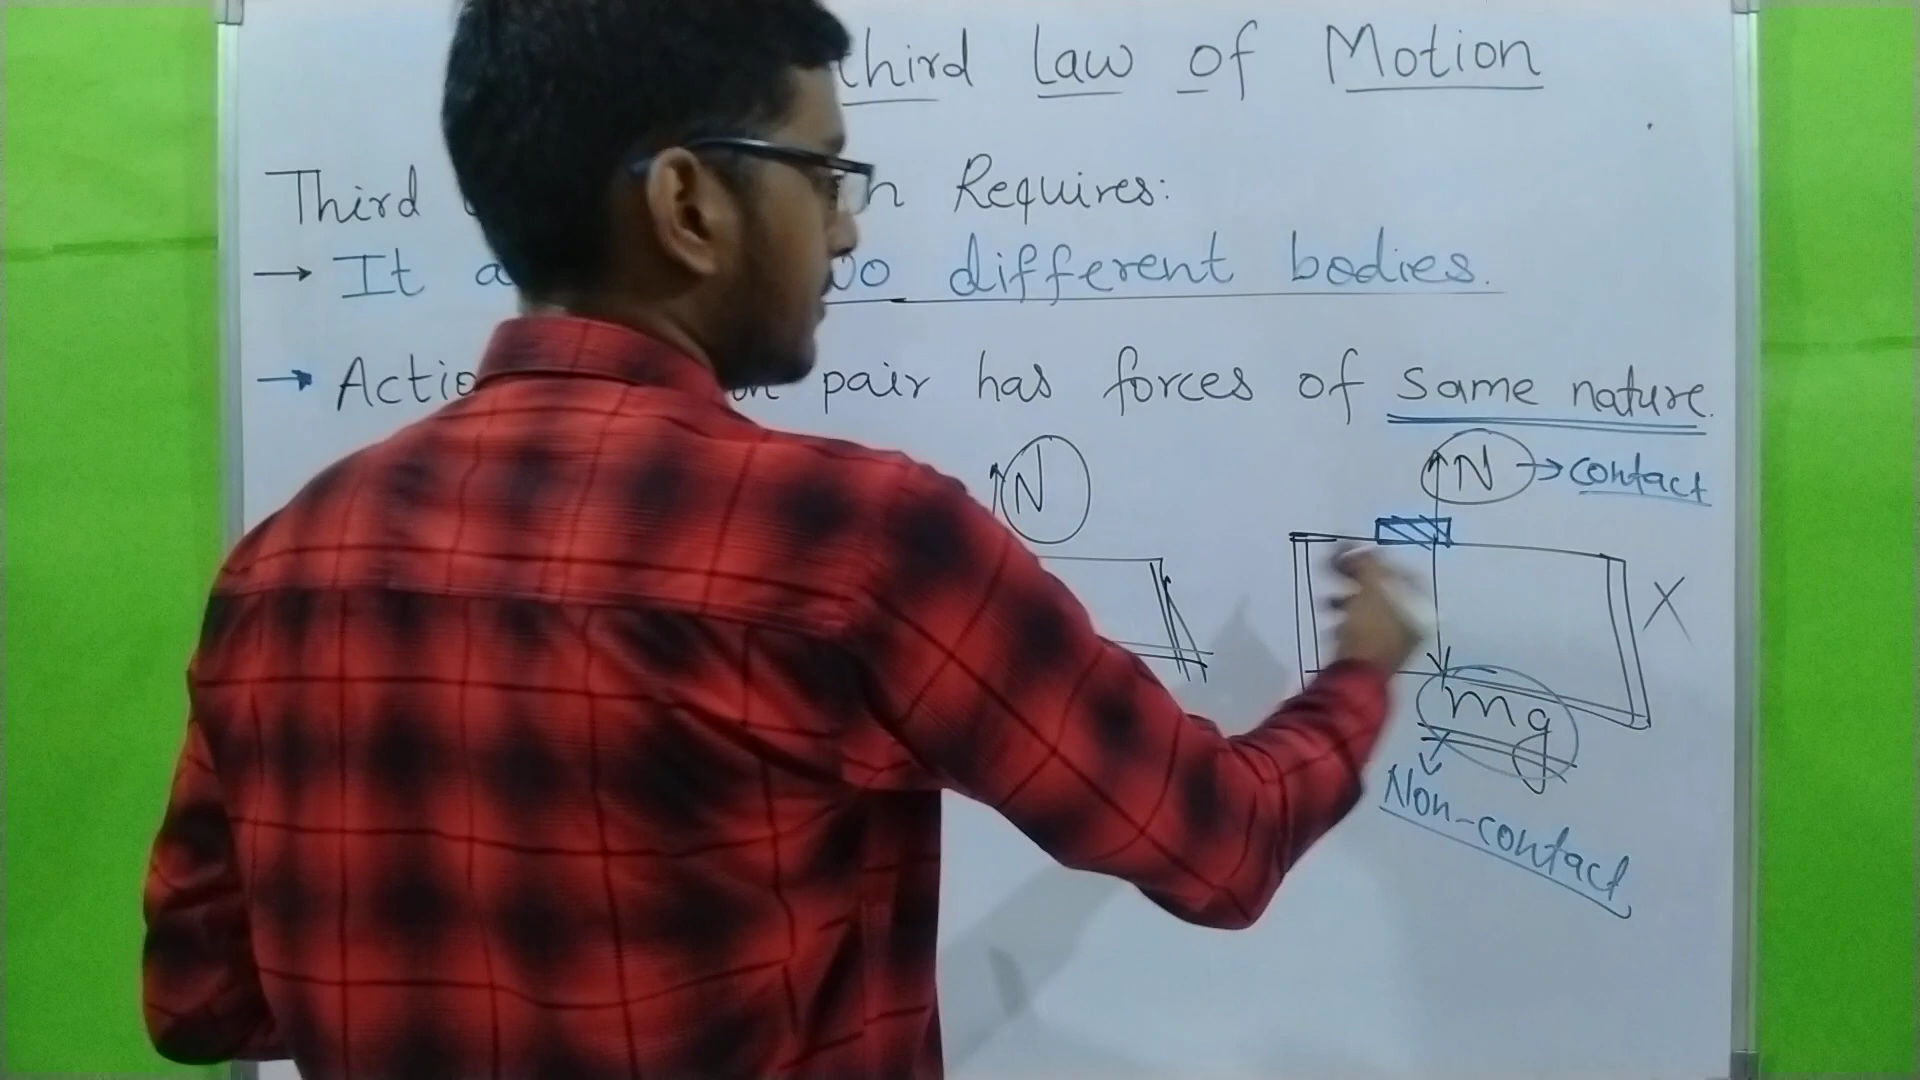 third Law of Motion
Third Requires:
→ It different bodies.
→ pair has forces of same nature.
N
N → contact
X
mg
Non-contact